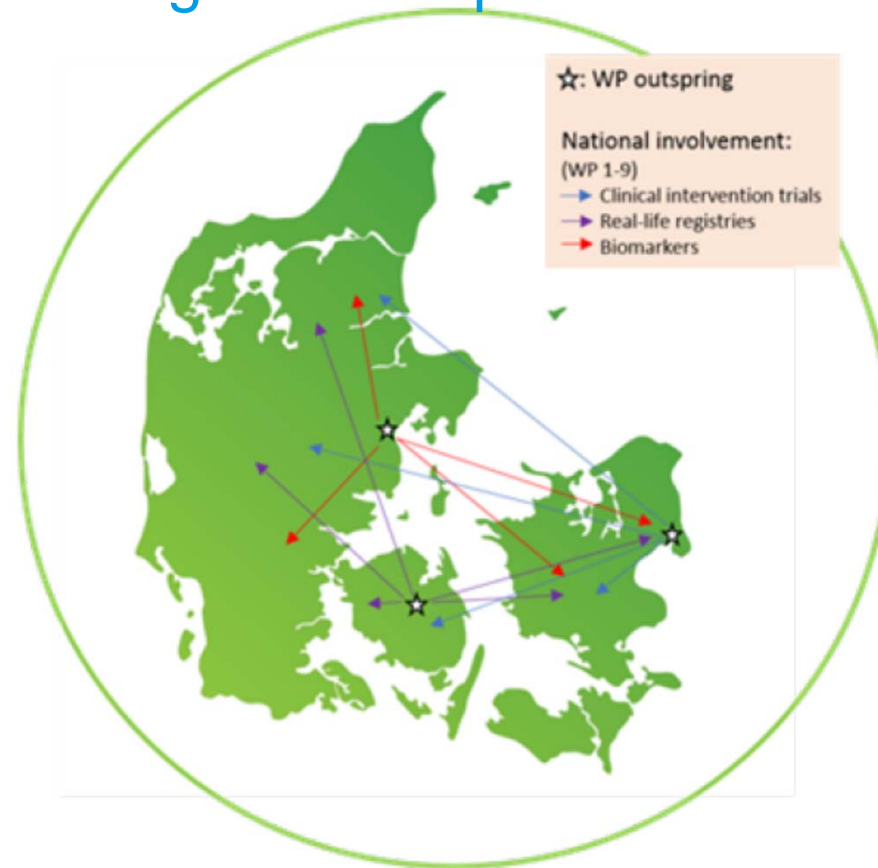 ☆: WP outspring
National involvement:
(WP 1-9)
Clinical intervention trials
Real-life registries
Biomarkers